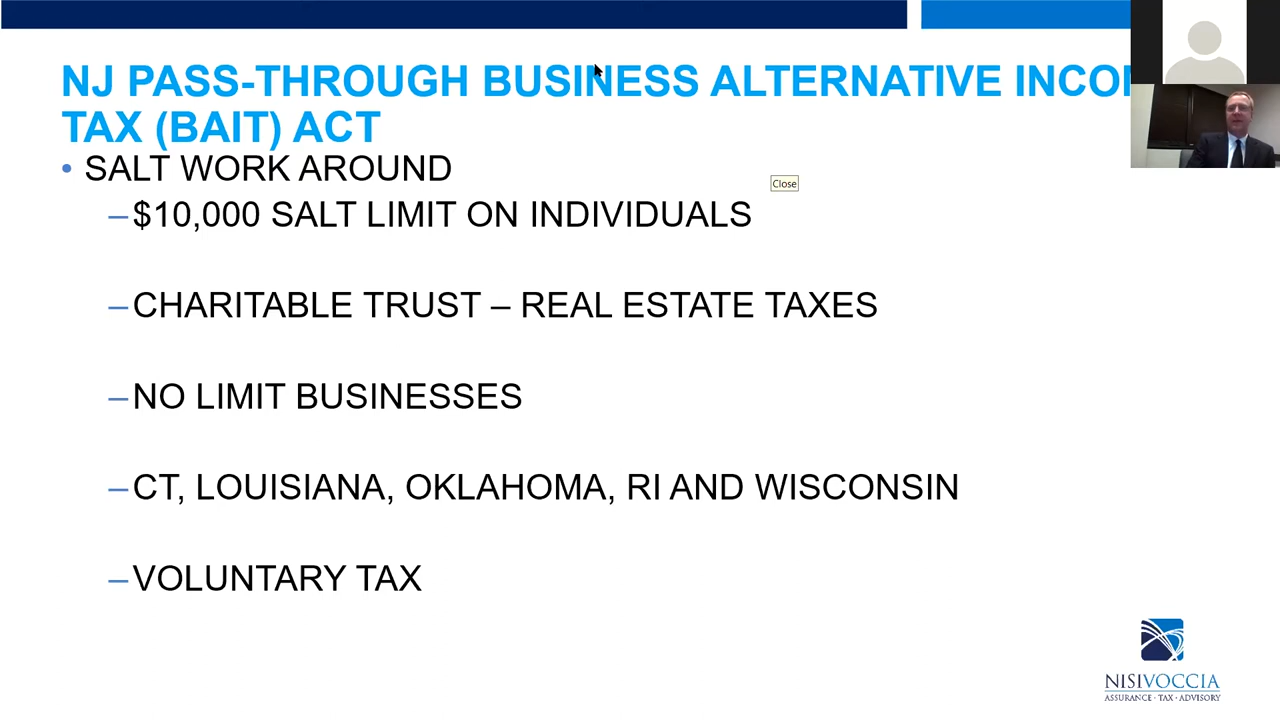 NJ PASS-THROUGH BUSINESS ALTERNATIVE INCO
TAX (BAIT) ACT
• SALT WORK AROUND
–$10,000 SALT LIMIT ON INDIVIDUALS
Close
–CHARITABLE TRUST – REAL ESTATE TAXES
–NO LIMIT BUSINESSES
–CT, LOUISIANA, OKLAHOMA, RI AND WISCONSIN
–VOLUNTARY TAX
NISIVOCCIA
ASSURANCE · TAX · ADVISORY